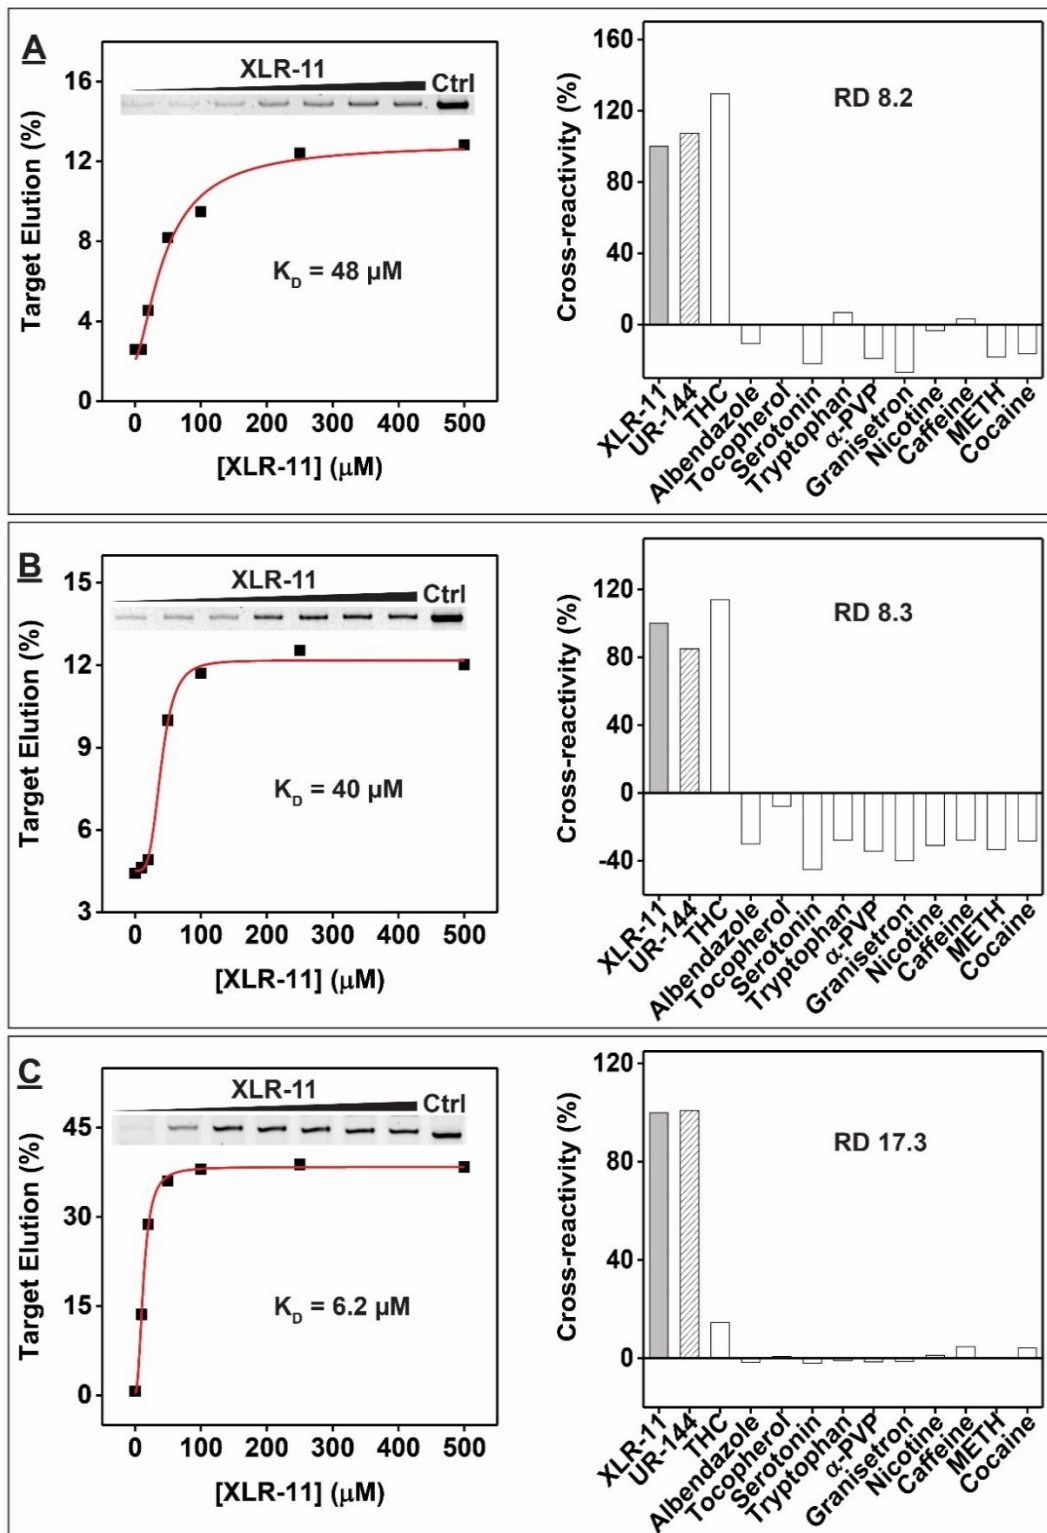 A
XLR-11
Ctrl
16
12
8
4
0
Target Elution (%)
K_D = 48 µM
0 100 200 300 400 500
[XLR-11] (µM)
160
120
80
40
0
Cross-reactivity (%)
RD 8.2
XLR-11
UR-144
THC
Albendazole
Tocopherol
Serotonin
Tryptophan
α-PVP
Granisetron
Nicotine
Caffeine
METH
Cocaine
B
XLR-11
Ctrl
15
12
9
6
3
Target Elution (%)
K_D = 40 µM
0 100 200 300 400 500
[XLR-11] (µM)
120
80
40
0
-40
Cross-reactivity (%)
RD 8.3
XLR-11
UR-144
THC
Albendazole
Tocopherol
Serotonin
Tryptophan
α-PVP
Granisetron
Nicotine
Caffeine
METH
Cocaine
C
XLR-11
Ctrl
45
30
15
0
Target Elution (%)
K_D = 6.2 µM
0 100 200 300 400 500
[XLR-11] (µM)
120
80
40
0
Cross-reactivity (%)
RD 17.3
XLR-11
UR-144
THC
Albendazole
Tocopherol
Serotonin
Tryptophan
α-PVP
Granisetron
Nicotine
Caffeine
METH
Cocaine